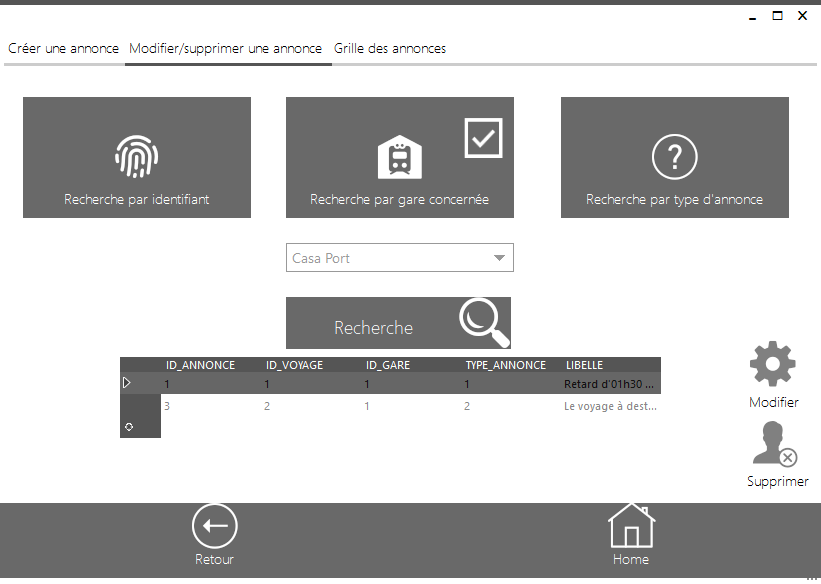 Créer une annonce Modifier/supprimer une annonce Grille des annonces
Recherche par identifiant
Recherche par gare concernée
Recherche par type d'annonce
?
Casa Port
Recherche
ID_ANNONCE ID_VOYAGE ID_GARE TYPE_ANNONCE LIBELLE
1 1 1 1 Retard d'01h30 ...
3 2 1 2 Le voyage à dest...
Modifier
Supprimer
Retour
Home